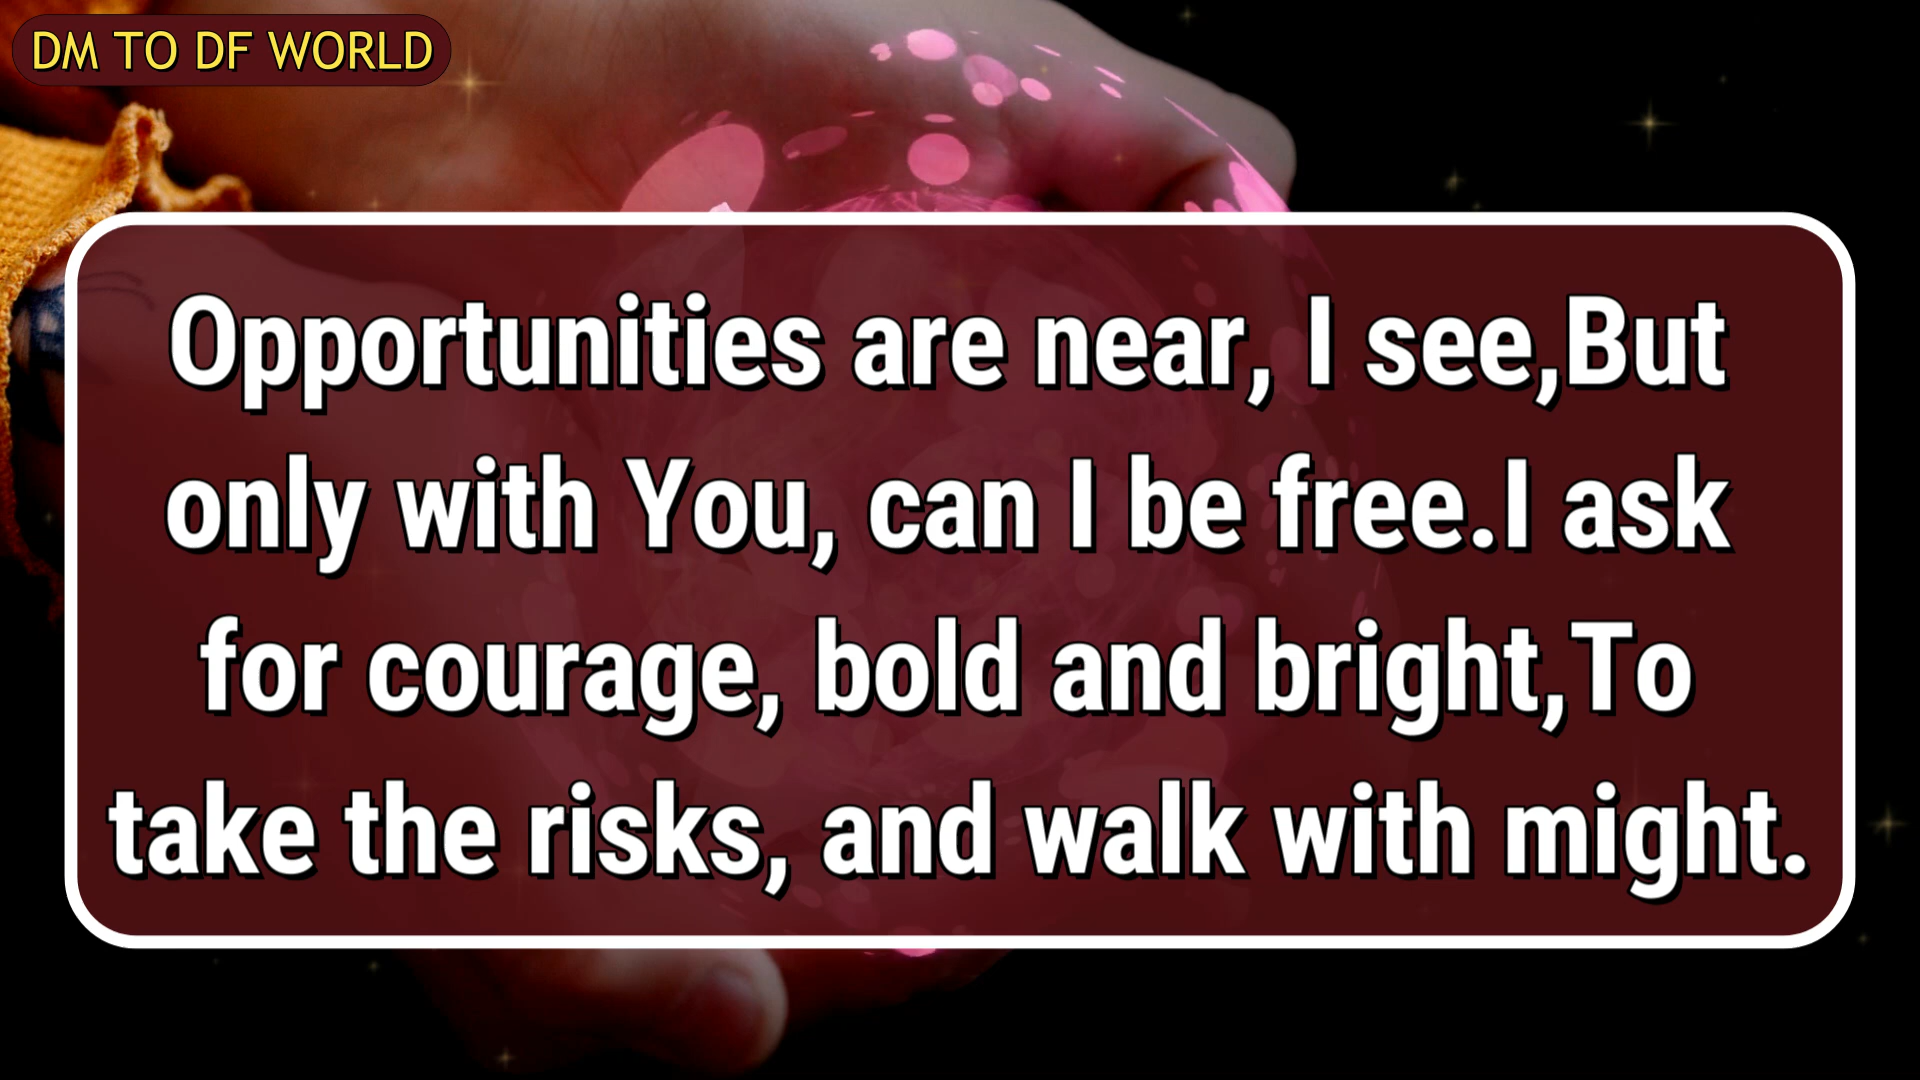 DM TO DF WORLD
Opportunities are near, I see,But
only with You, can I be free.I ask
for courage, bold and bright,To
take the risks, and walk with might.